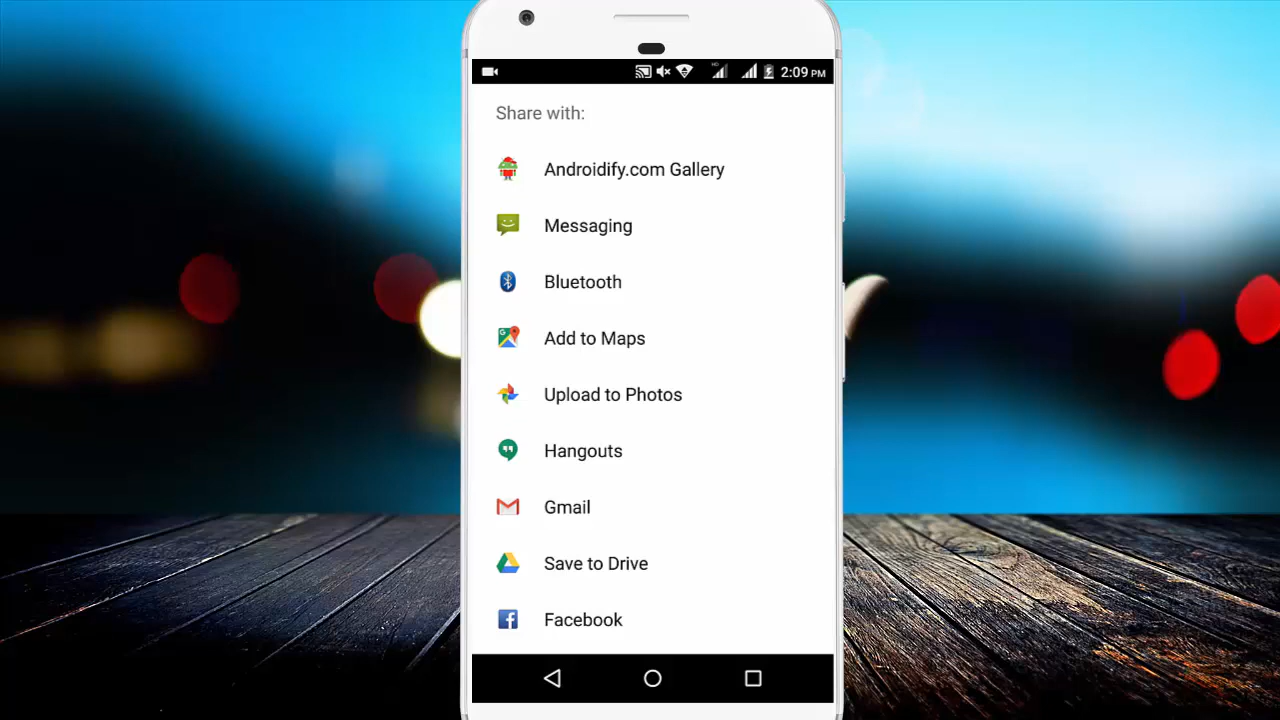 2:09 PM
Share with:
Androidify.com Gallery
Messaging
Bluetooth
Add to Maps
Upload to Photos
Hangouts
Gmail
Save to Drive
Facebook